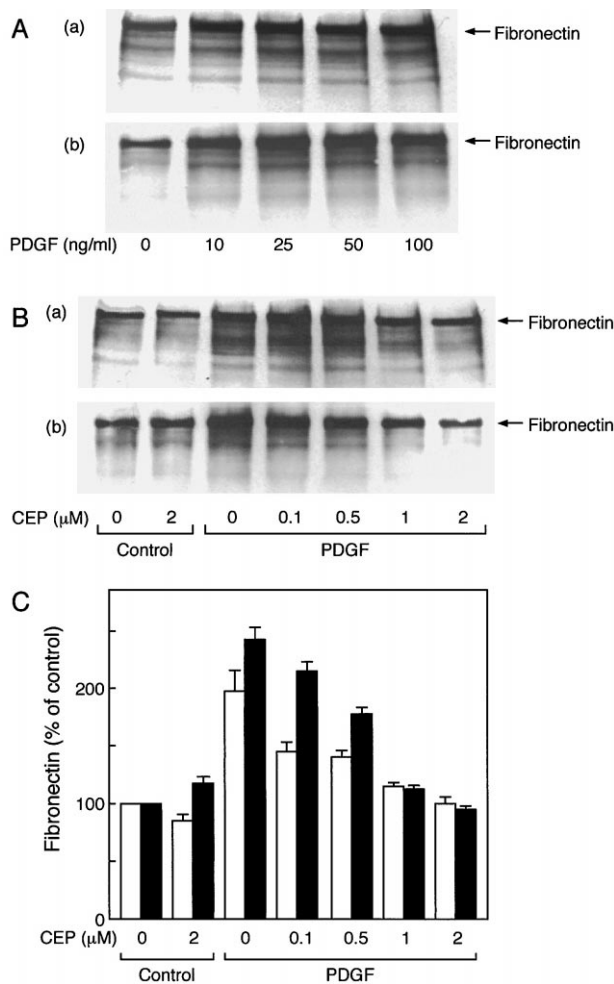 A
(a)
Fibronectin
(b)
Fibronectin
PDGF (ng/ml) 0 10 25 50 100
B
(a)
Fibronectin
(b)
Fibronectin
CEP (μM) 0 2 0 0.1 0.5 1 2
Control PDGF
C
Fibronectin (% of control)
200
100
0
CEP (μM) 0 2 0 0.1 0.5 1 2
Control PDGF